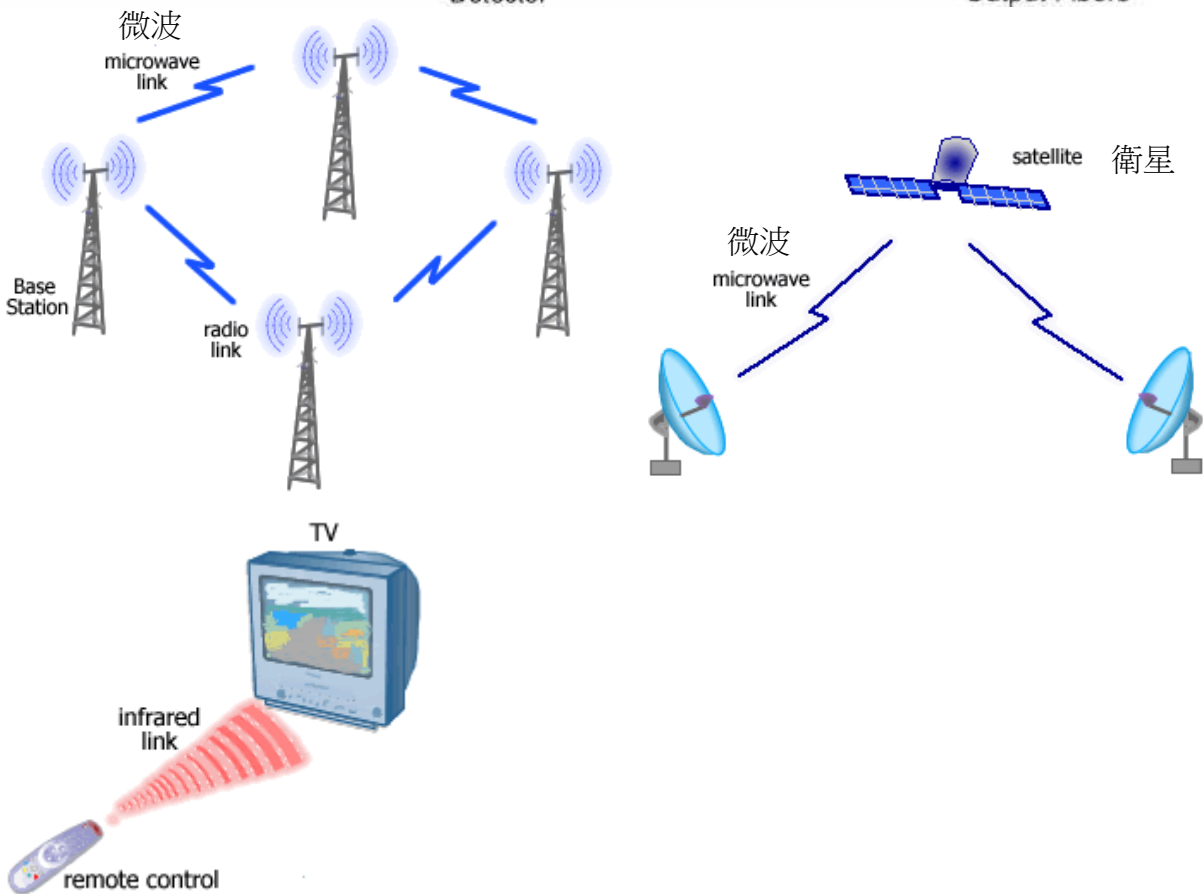 微波
microwave
link
Base
Station
radio
link
satellite 衛星
微波
microwave
link
TV
infrared
link
remote control